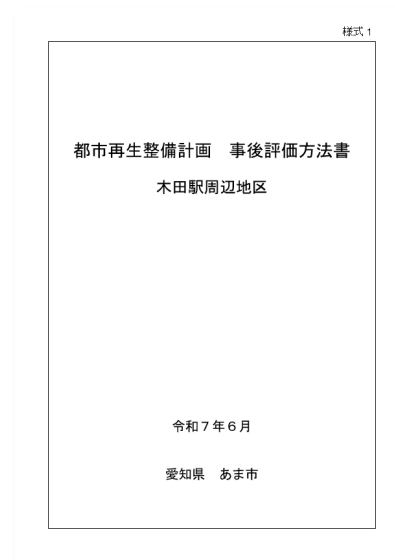 様式１
都市再生整備計画　事後評価方法書
木田駅周辺地区
令和７年６月
愛知県　あま市